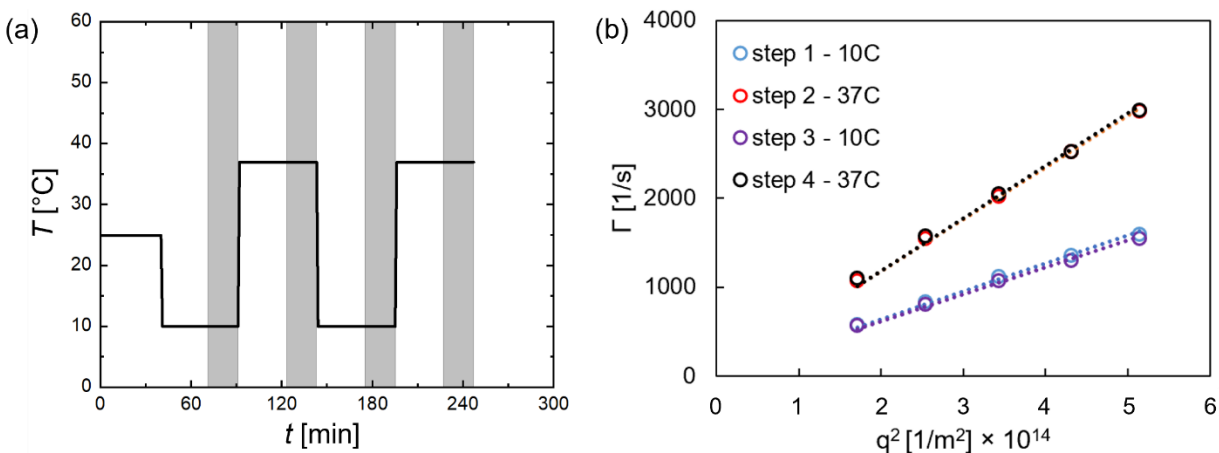 (a)
60
50
40
30
20
10
0
T [°C]
0 60 120 180 240 300
t [min]
(b)
4000
3000
2000
1000
0
Γ [1/s]
step 1 - 10C
step 2 - 37C
step 3 - 10C
step 4 - 37C
0 1 2 3 4 5 6
q² [1/m²] × 10¹⁴